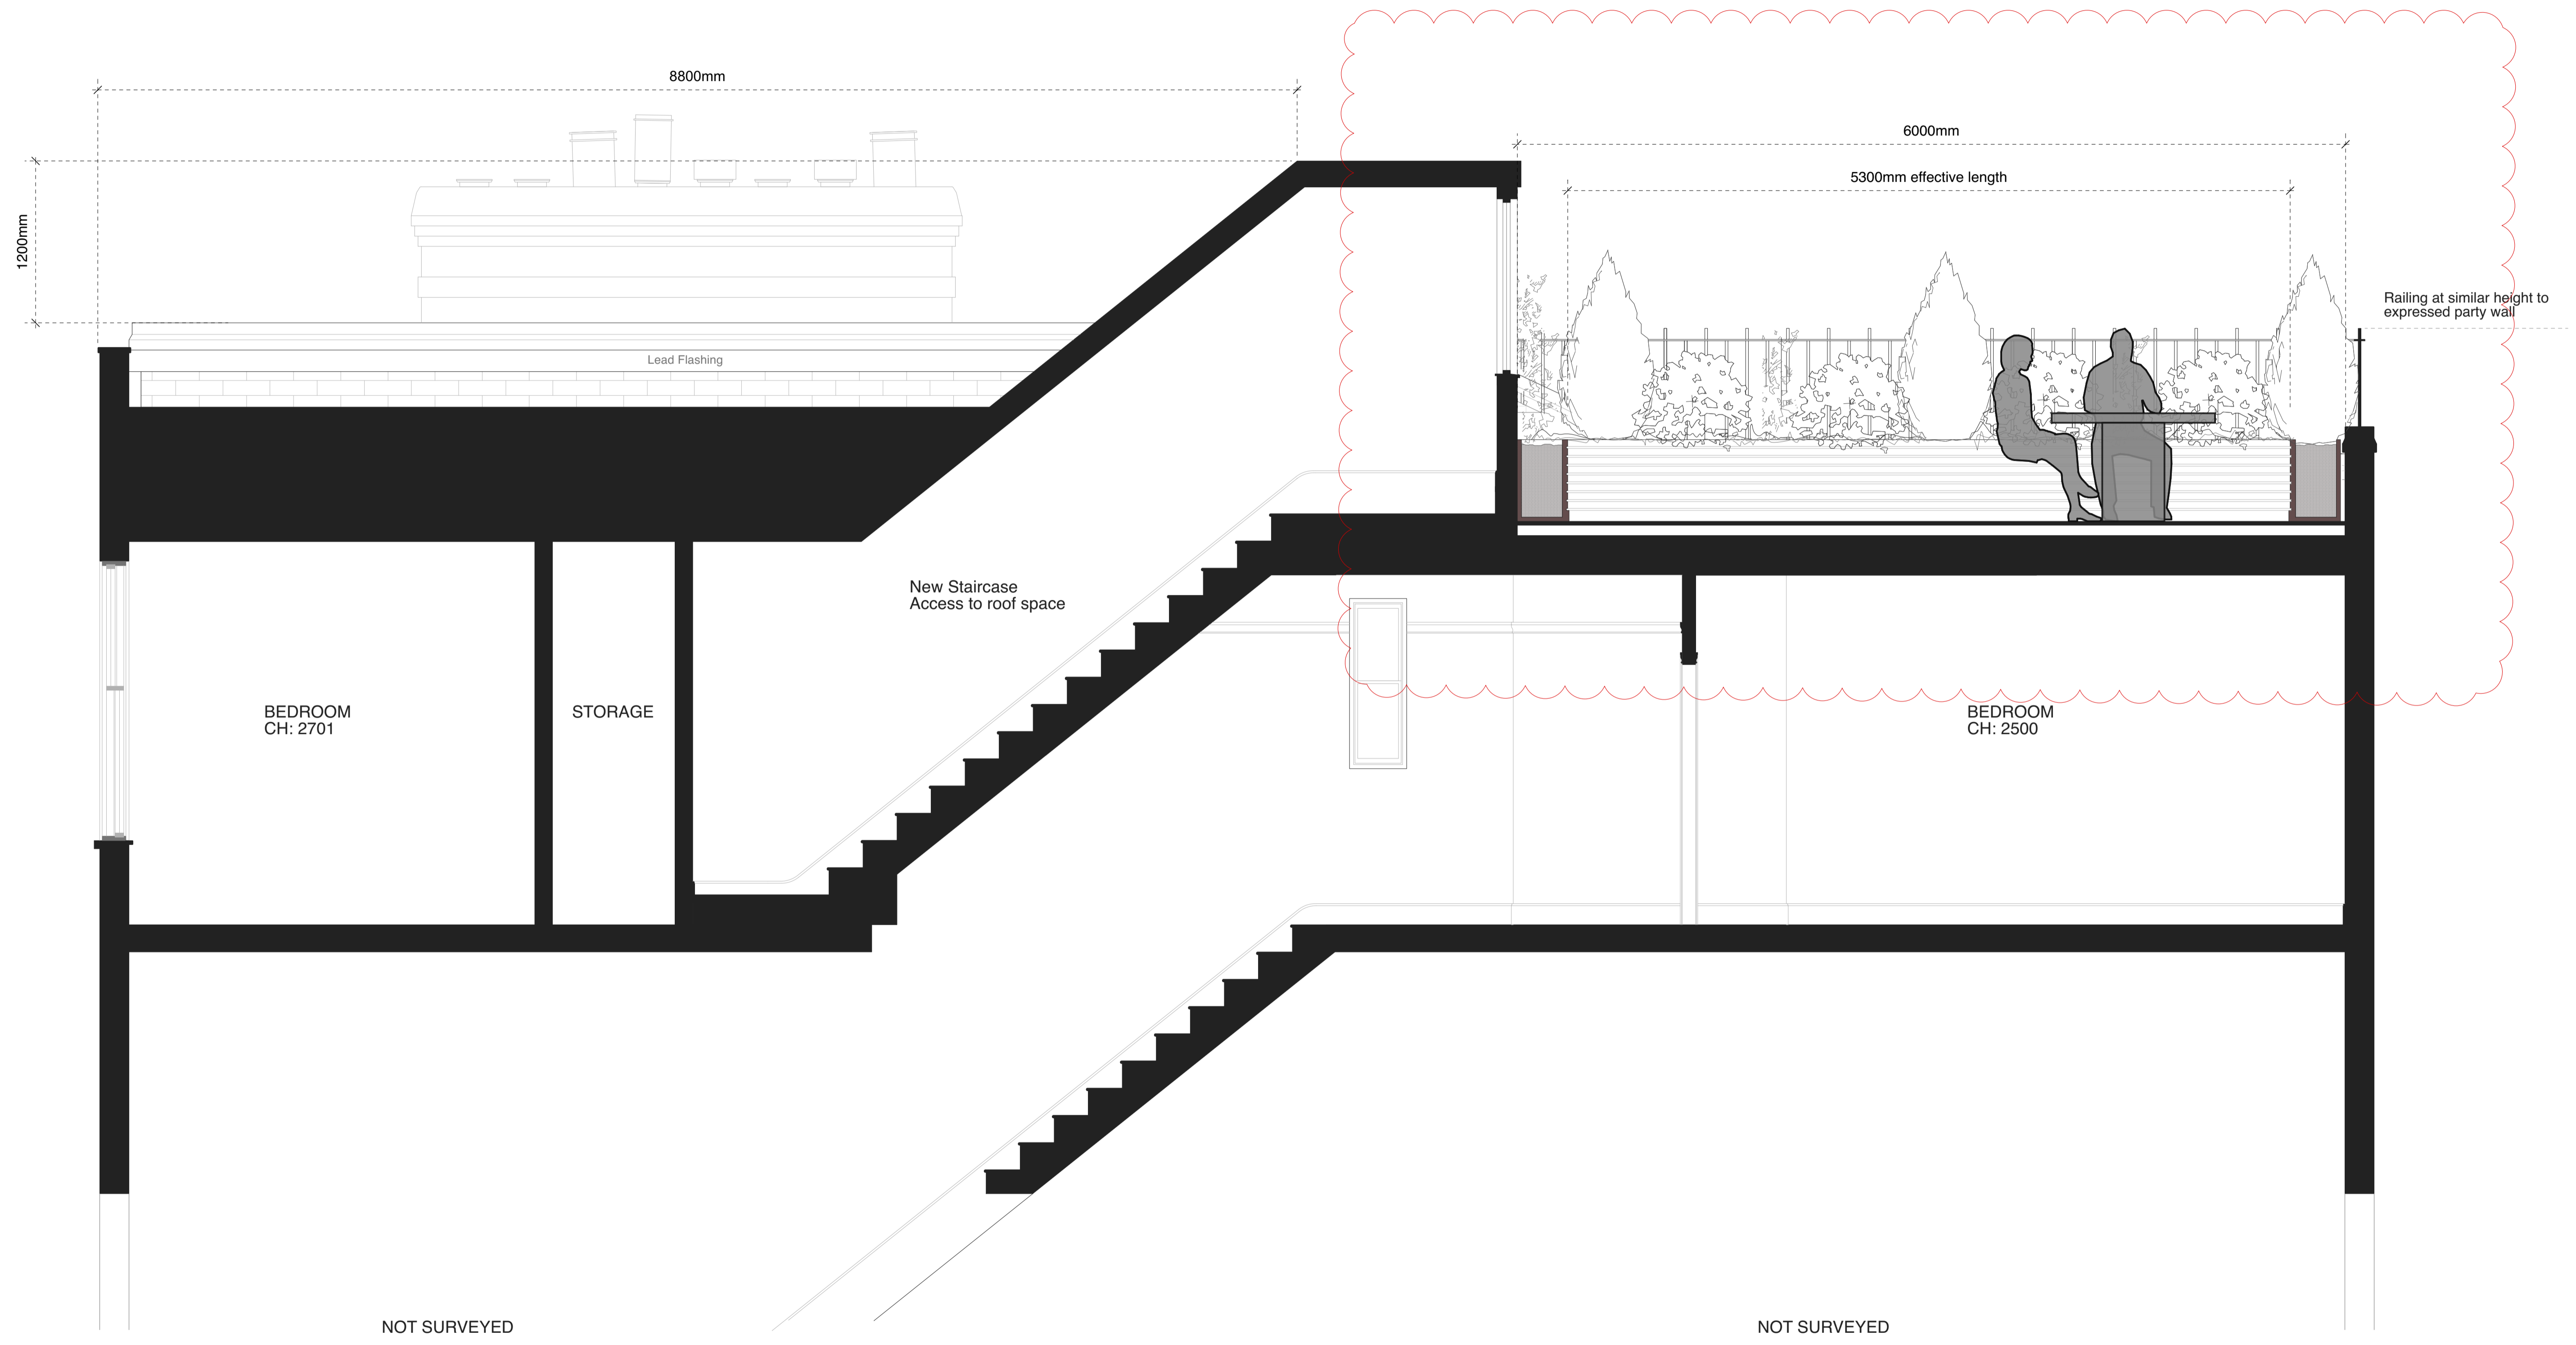 8800mm
6000mm
5300mm effective length
1200mm
Railing at similar height to
expressed party wall
Lead Flashing
New Staircase
Access to roof space
BEDROOM
CH: 2701
STORAGE
BEDROOM
CH: 2500
NOT SURVEYED
NOT SURVEYED